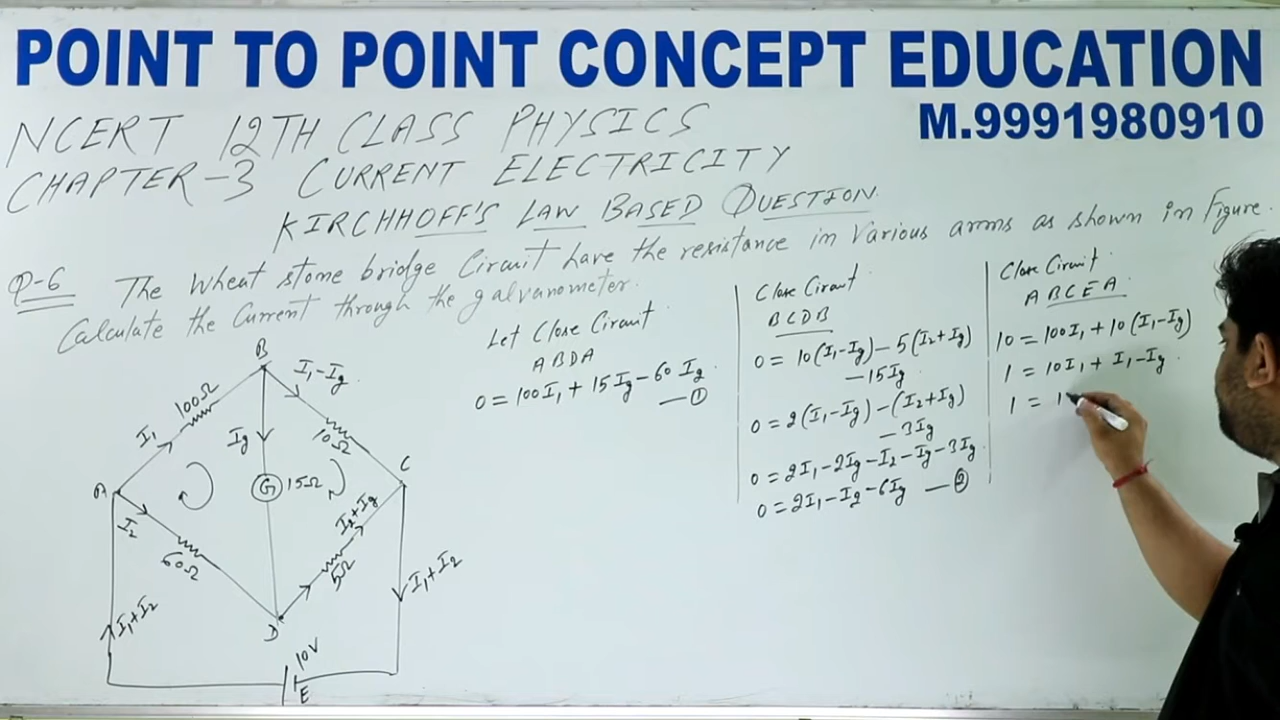 POINT TO POINT CONCEPT EDUCATION
M.9991980910
NCERT 12TH CLASS PHYSICS
CHAPTER-3 CURRENT ELECTRICITY
KIRCHHOFF'S LAW BASED QUESTION
Q-6 The Wheat stone bridge Circuit have the resistance in Various arms as shown in Figure.
Calculate the Current through the galvanometer.
Let Close Circuit
ABDA
0 = 100I₁ + 15Ig - 60 I₂ —①
Close Circuit
BCDB
0 = 10(I₁-Ig) - 5(I₂+Ig)
-15Ig
0 = 2(I₁-Ig) - (I₂+Ig)
-3Ig
0 = 2I₁-2Ig-I₂-Ig-3Ig
0 = 2I₁-I₂-6Ig —②
Close Circuit
ABCEA
10 = 100I₁ + 10(I₁-Ig)
1 = 10I₁ + I₁-Ig
1 = 1
B
I₁-Ig
100Ω
I₁
Ig
10Ω
A
G
15Ω
C
I₂
60Ω
I₂+Ig
5Ω
I₁+I₂
I₁+I₂
D
10V
E